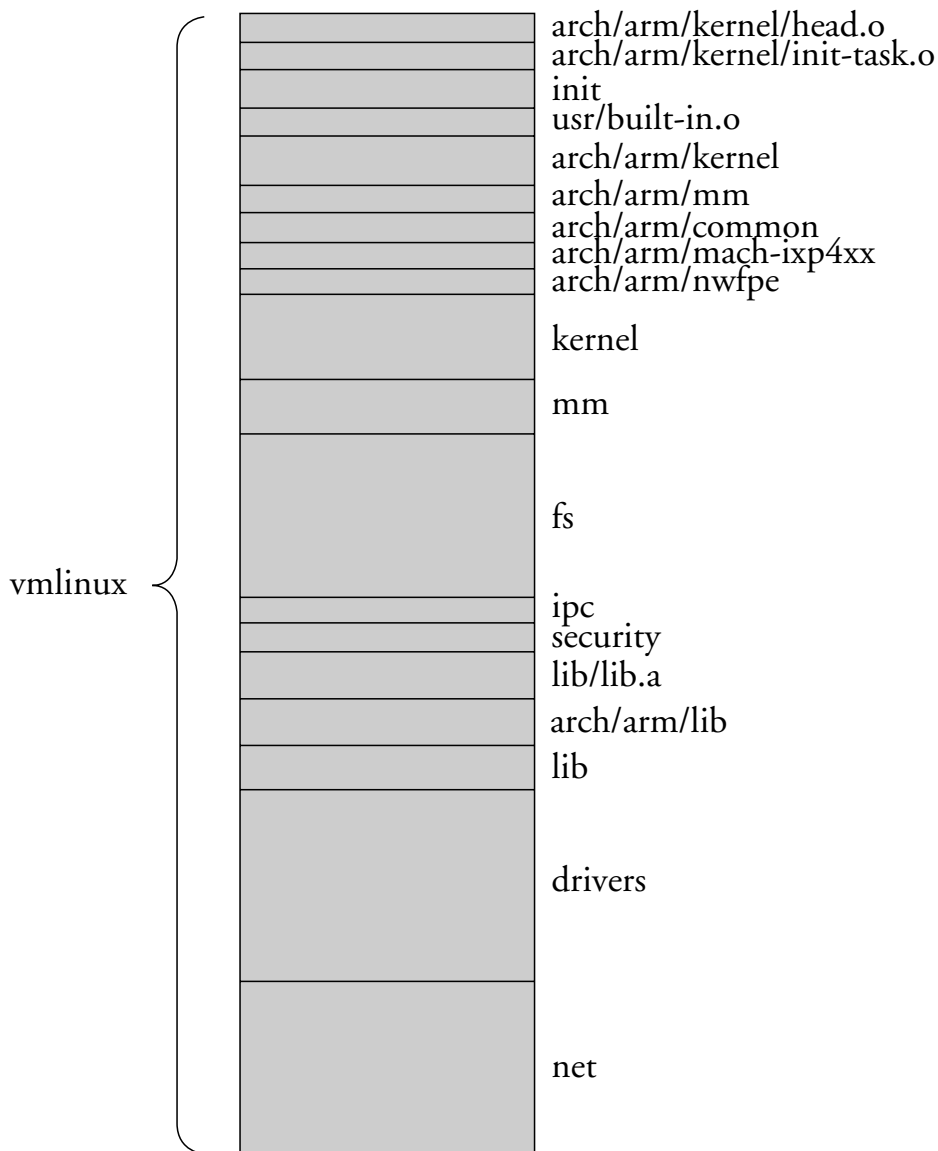 arch/arm/kernel/head.o
arch/arm/kernel/init-task.o
init
usr/built-in.o
arch/arm/kernel
arch/arm/mm
arch/arm/common
arch/arm/mach-ixp4xx
arch/arm/nwfpe
kernel
mm
fs
vmlinux
ipc
security
lib/lib.a
arch/arm/lib
lib
drivers
net